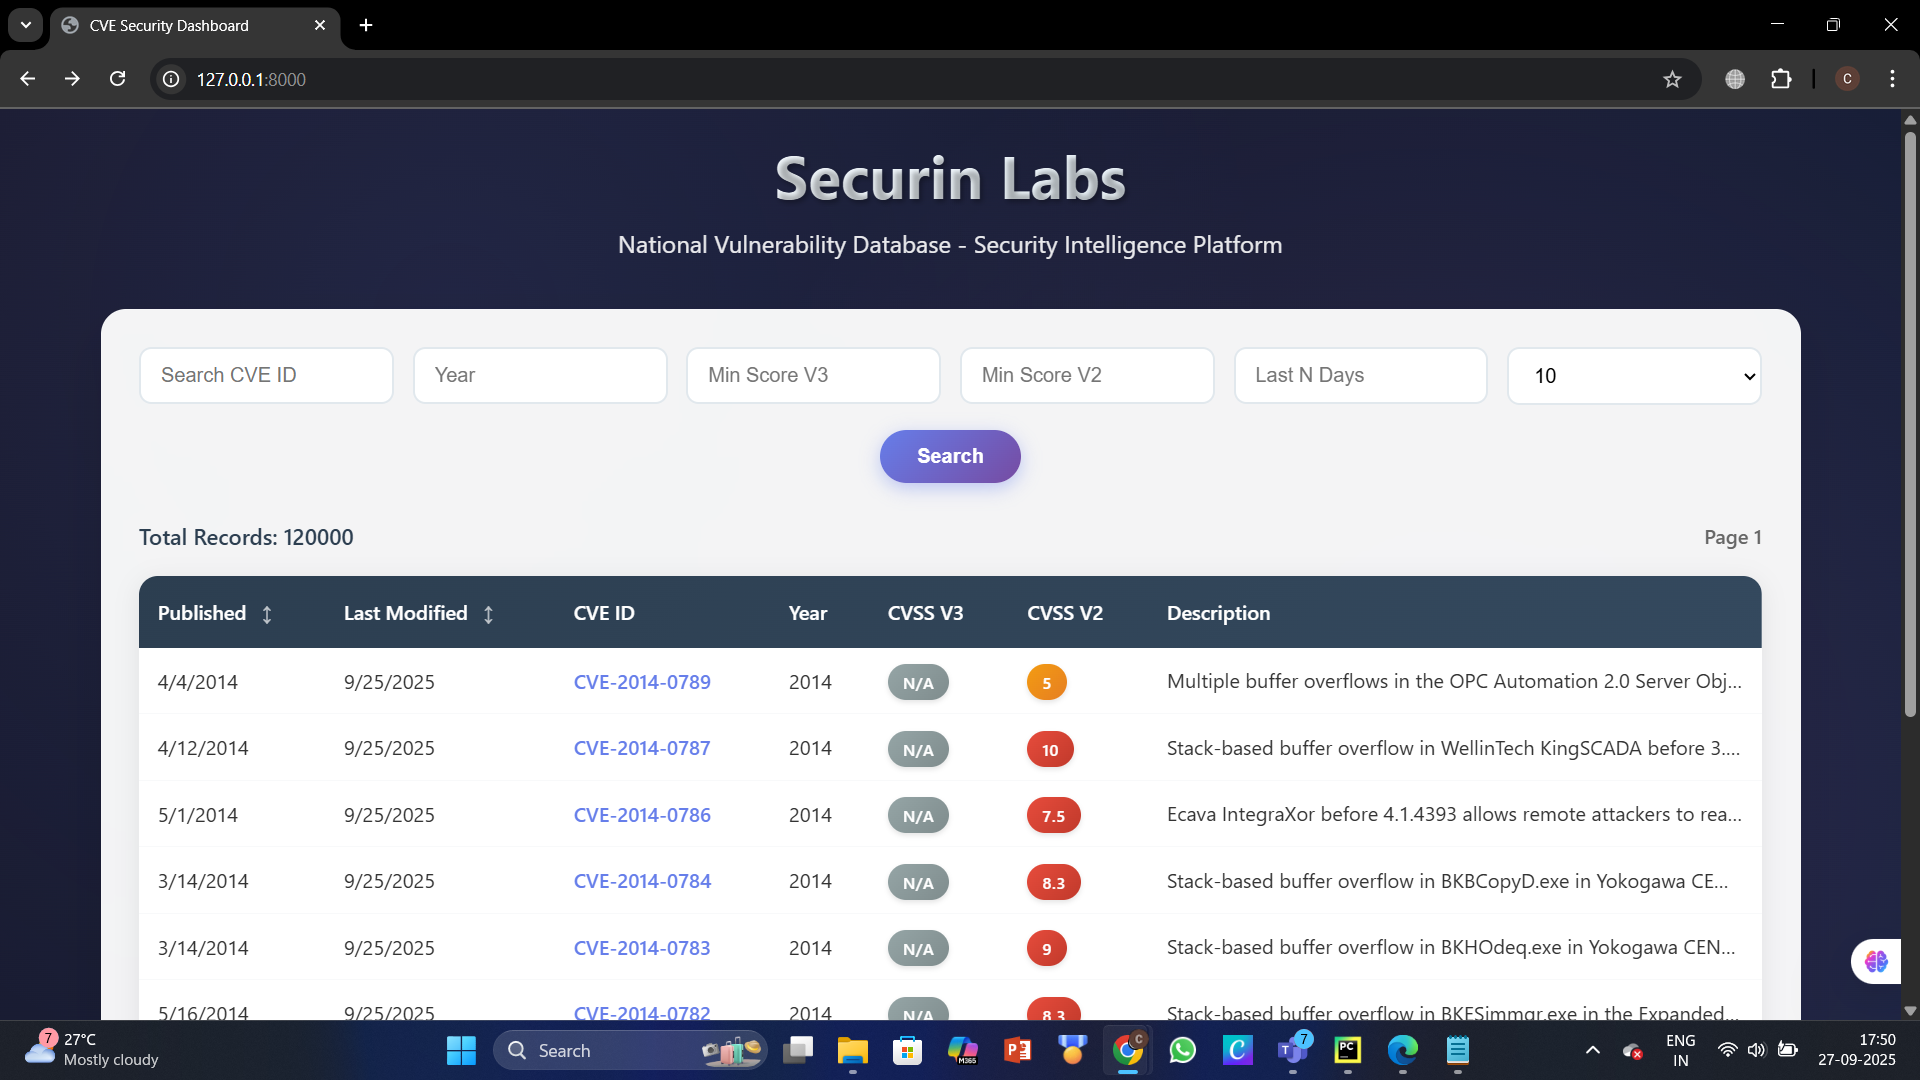 CVE Security Dashboard
127.0.0.1:8000
C
Securin Labs
National Vulnerability Database - Security Intelligence Platform
Search CVE ID Year Min Score V3 Min Score V2 Last N Days 10
Search
Total Records: 120000 Page 1
Published Last Modified CVE ID Year CVSS V3 CVSS V2 Description
4/4/2014 9/25/2025 CVE-2014-0789 2014 N/A 5 Multiple buffer overflows in the OPC Automation 2.0 Server Obj...
4/12/2014 9/25/2025 CVE-2014-0787 2014 N/A 10 Stack-based buffer overflow in WellinTech KingSCADA before 3....
5/1/2014 9/25/2025 CVE-2014-0786 2014 N/A 7.5 Ecava IntegraXor before 4.1.4393 allows remote attackers to rea...
3/14/2014 9/25/2025 CVE-2014-0784 2014 N/A 8.3 Stack-based buffer overflow in BKBCopyD.exe in Yokogawa CE...
3/14/2014 9/25/2025 CVE-2014-0783 2014 N/A 9 Stack-based buffer overflow in BKHOdeq.exe in Yokogawa CEN...
5/16/2014 9/25/2025 CVE-2014-0782 2014 N/A 8.3 Stack-based buffer overflow in BKESimmgr.exe in the Expanded...
7 27°C
Mostly cloudy
Search
M365
P
C
C
T 7
PC
ENG
IN
17:50
27-09-2025